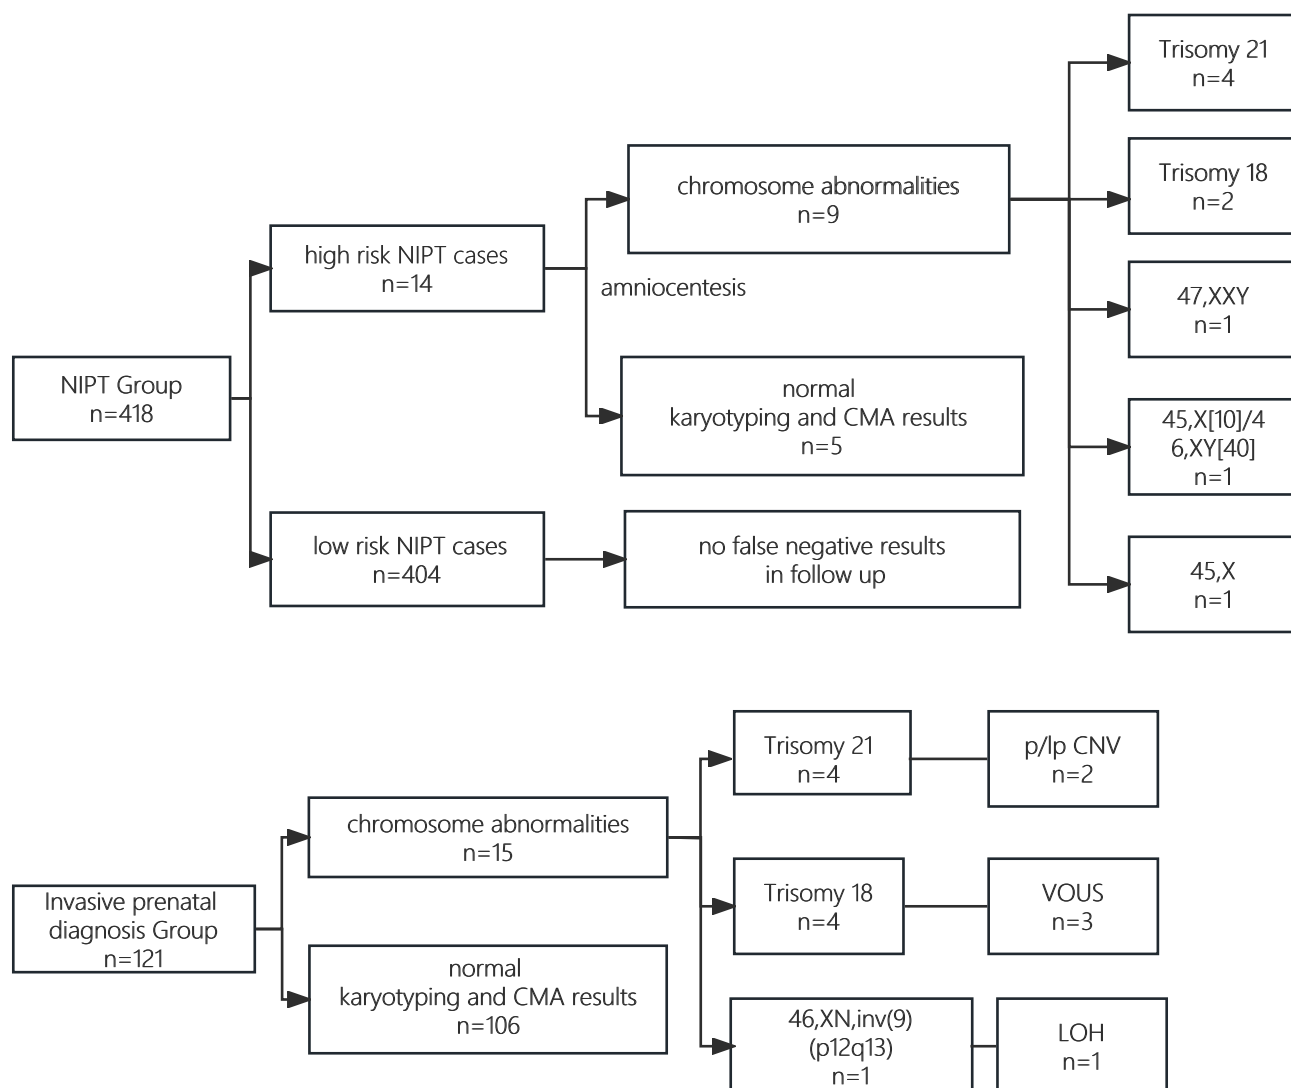 NIPT Group
n=418
high risk NIPT cases
n=14
low risk NIPT cases
n=404
amniocentesis
chromosome abnormalities
n=9
normal
karyotyping and CMA results
n=5
no false negative results
in follow up
Trisomy 21
n=4
Trisomy 18
n=2
47,XXY
n=1
45,X[10]/4
6,XY[40]
n=1
45,X
n=1
Invasive prenatal
diagnosis Group
n=121
chromosome abnormalities
n=15
normal
karyotyping and CMA results
n=106
Trisomy 21
n=4
p/lp CNV
n=2
Trisomy 18
n=4
VOUS
n=3
46,XN,inv(9)
(p12q13)
n=1
LOH
n=1